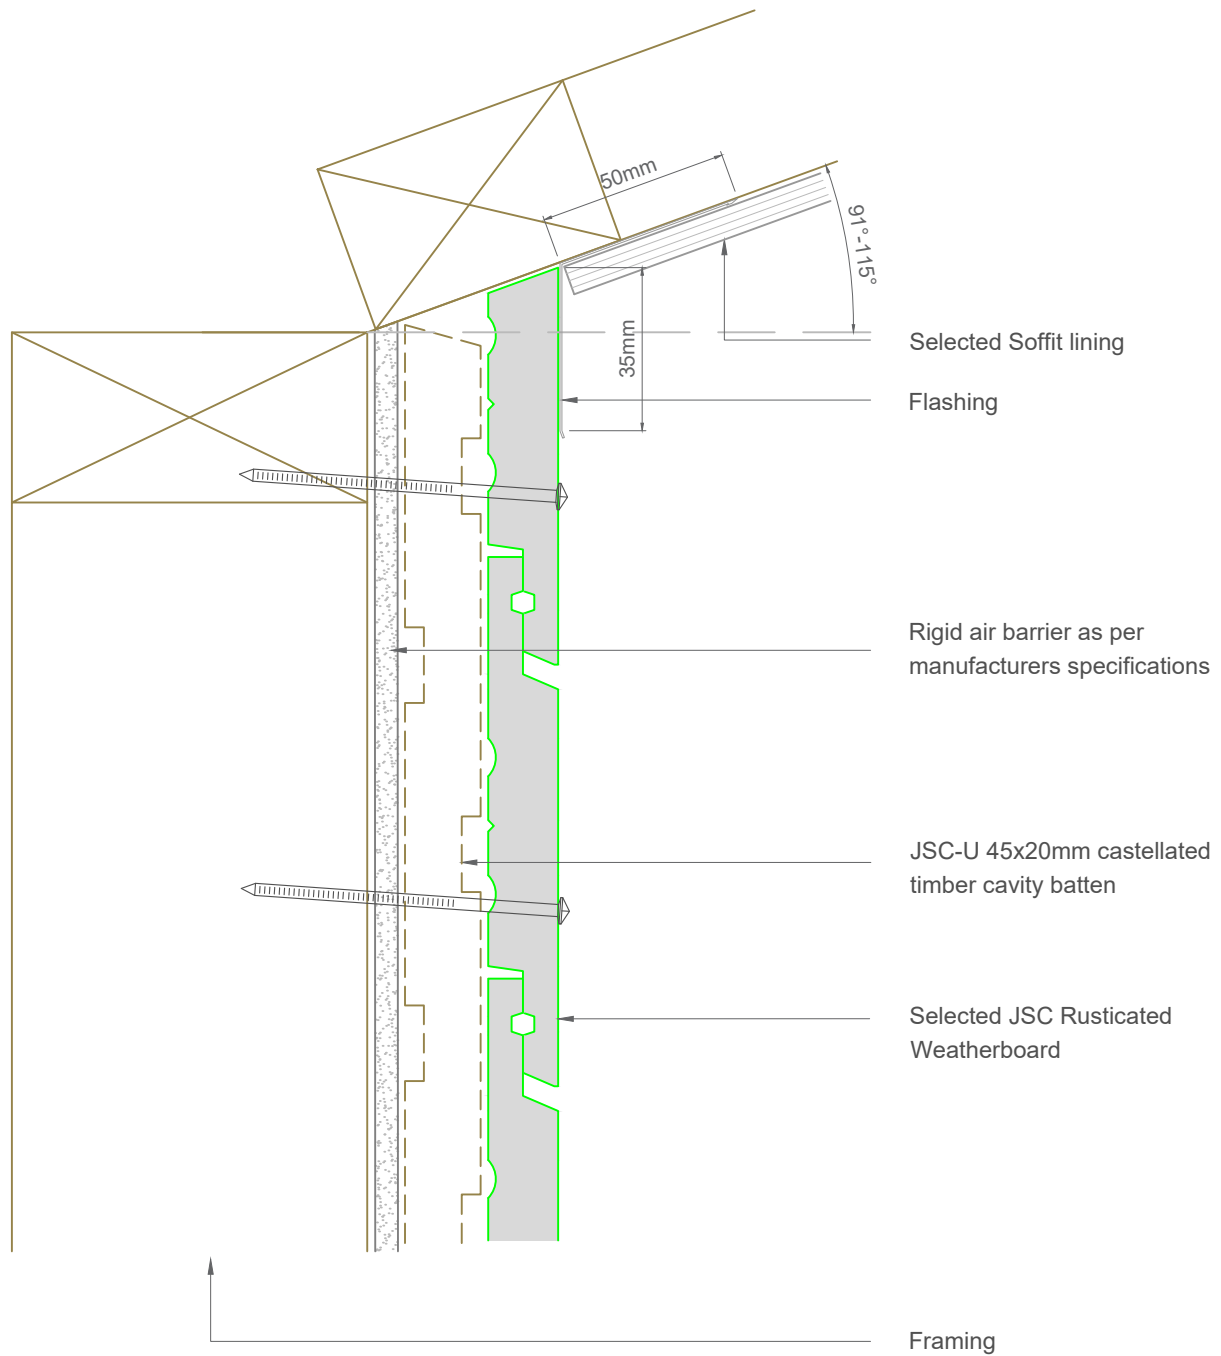 50mm
91°-115°
35mm
Selected Soffit lining
Flashing
Rigid air barrier as per
manufacturers specifications
JSC-U 45x20mm castellated
timber cavity batten
Selected JSC Rusticated
Weatherboard
Framing